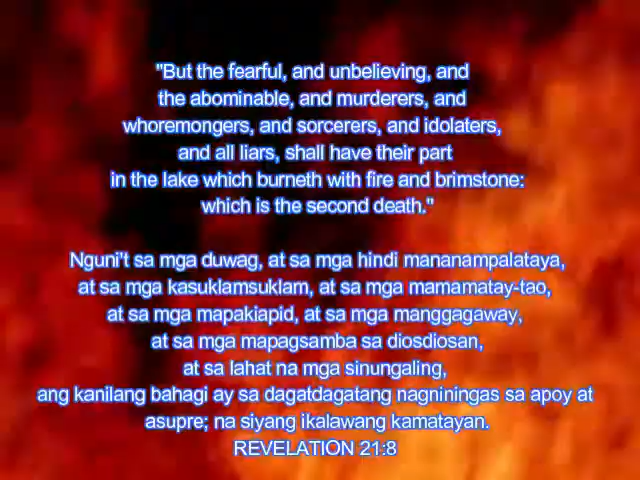 "But the fearful, and unbelieving, and
the abominable, and murderers, and
whoremongers, and sorcerers, and idolaters,
and all liars, shall have their part
in the lake which burneth with fire and brimstone:
which is the second death."
Nguni't sa mga duwag, at sa mga hindi mananampalataya,
at sa mga kasuklamsuklam, at sa mga mamamatay-tao,
at sa mga mapakiapid, at sa mga manggagaway,
at sa mga mapagsamba sa diosdiosan,
at sa lahat na mga sinungaling,
ang kanilang bahagi ay sa dagatdagatang nagniningas sa apoy at
asupre; na siyang ikalawang kamatayan.
REVELATION 21:8